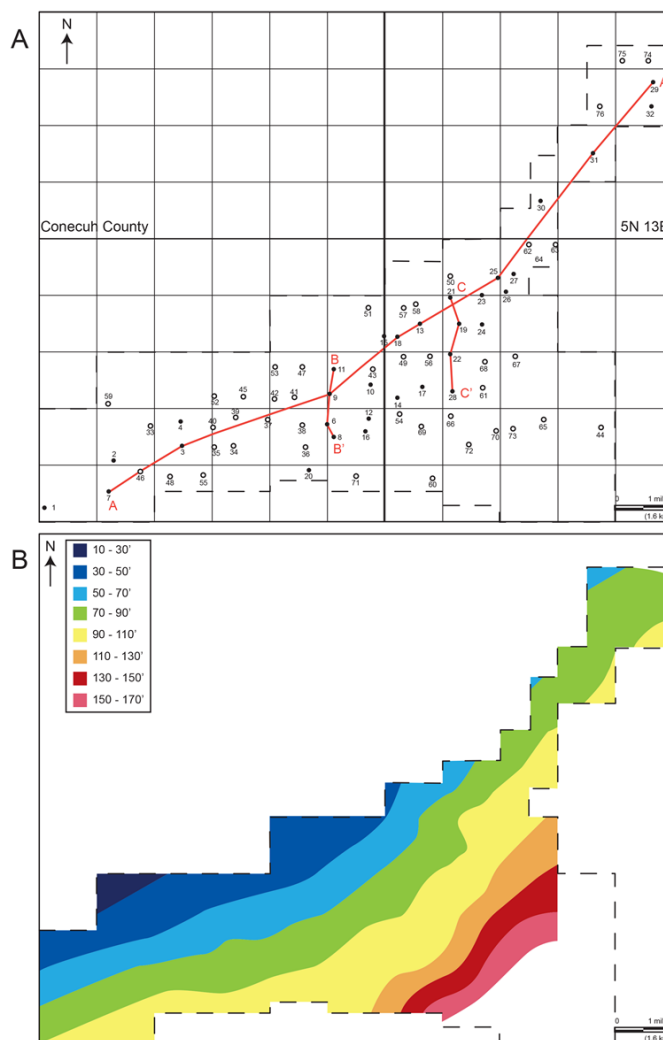 A
N
75 74
29 A
76 32
31
30
Conecuh County
5N 13E
62 63
64
25 27
50 C
21 23 26
51 57 58
13 19 24
15 18
49 56 22 68 67
53 47 B 11 43
59 52 45 42 41 9 10 17 28 61
C'
14
33 4 40 39 37 38 6 12 54 66
B' 8 16 69 70 73 65 44
2 3 35 34 36 72
46 48 55 20 71 60
7 A
1
0 1 mil
(1.6 k
B
N
10 - 30'
30 - 50'
50 - 70'
70 - 90'
90 - 110'
110 - 130'
130 - 150'
150 - 170'
0 1 mil
(1.6 k